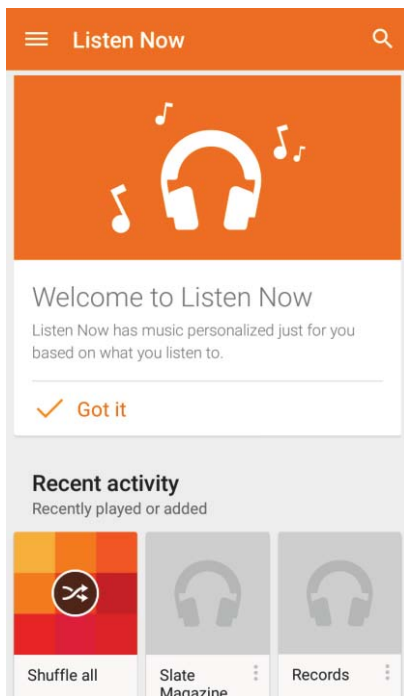 Listen Now
Welcome to Listen Now
Listen Now has music personalized just for you
based on what you listen to.
Got it
Recent activity
Recently played or added
Shuffle all
Slate
Magazine
Records